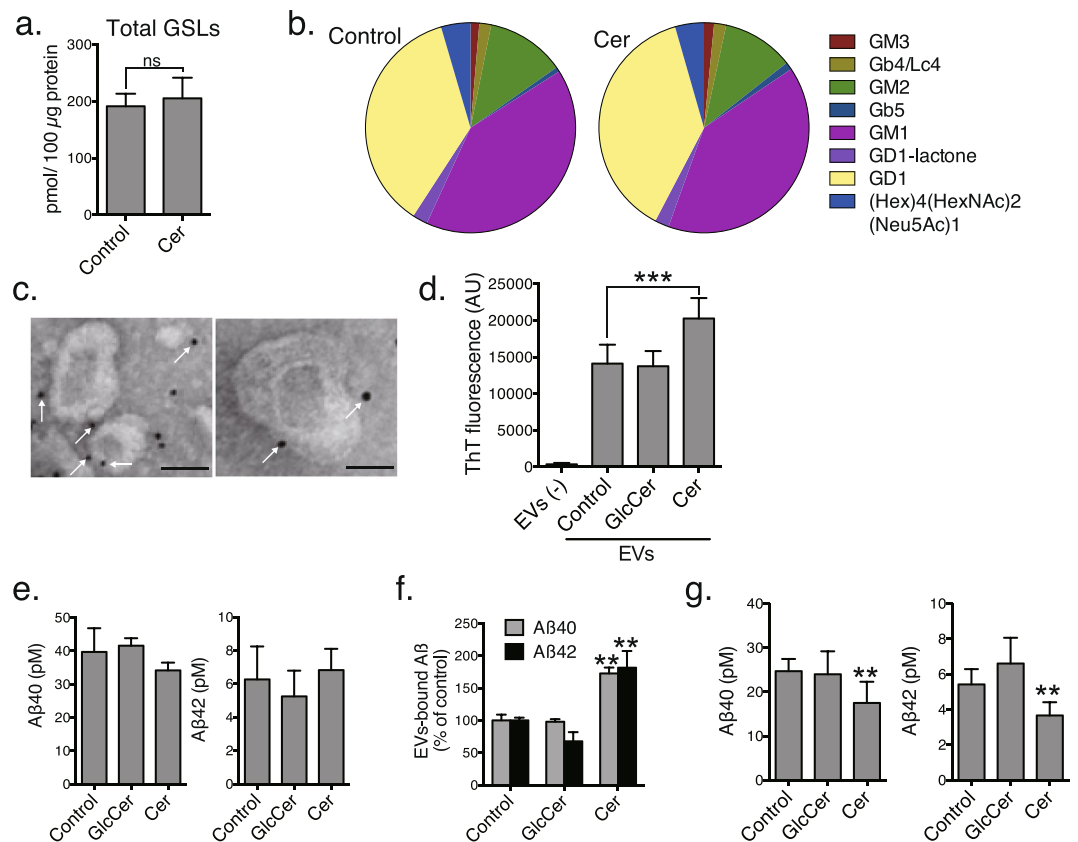 a.
Total GSLs
pmol/100 µg protein
300
200
100
0
ns
Control
Cer
b.
Control
Cer
GM3
Gb4/Lc4
GM2
Gb5
GM1
GD1-lactone
GD1
(Hex)4(HexNAc)2
(Neu5Ac)1
c.
d.
ThT fluorescence (AU)
25000
20000
15000
10000
5000
0
***
EVs (-)
Control
GlcCer
Cer
EVs
e.
Aβ40 (pM)
50
40
30
20
10
0
Control
GlcCer
Cer
Aβ42 (pM)
10
8
6
4
2
0
Control
GlcCer
Cer
f.
EVs-bound Aβ
(% of control)
250
200
150
100
50
0
Aß40
Aß42
**
**
Control
GlcCer
Cer
g.
Aβ40 (pM)
40
30
20
10
0
**
Control
GlcCer
Cer
Aβ42 (pM)
10
8
6
4
2
0
**
Control
GlcCer
Cer